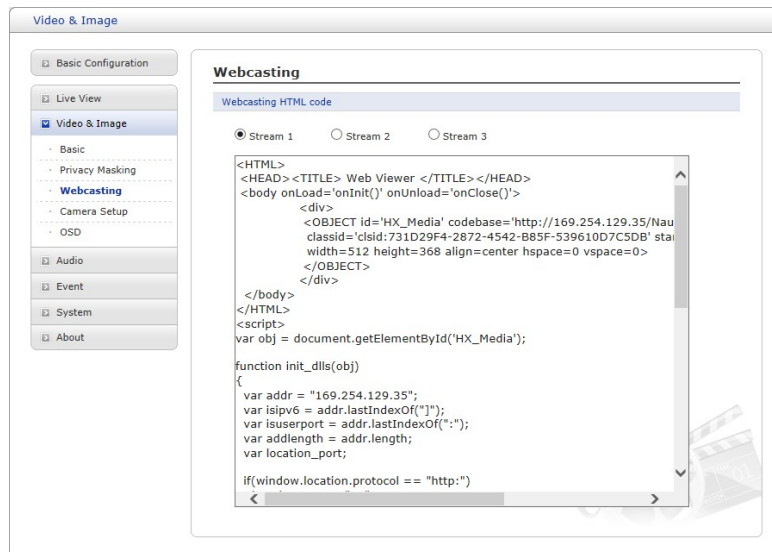 Video & Image
Basic Configuration
Live View
Video & Image
Basic
Privacy Masking
Webcasting
Camera Setup
OSD
Audio
Event
System
About
Webcasting
Webcasting HTML code
Stream 1
Stream 2
Stream 3
<HTML>
<HEAD><TITLE> Web Viewer </TITLE></HEAD>
<body onLoad='onInit()' onUnload='onClose()'>
<div>
<OBJECT id='HX_Media' codebase='http://169.254.129.35/Nau
classid='clsid:731D29F4-2872-4542-B85F-539610D7C5DB' sta
width=512 height=368 align=center hspace=0 vspace=0>
</OBJECT>
</div>
</body>
</HTML>
<script>
var obj = document.getElementById('HX_Media');
function init_dlls(obj)
{
var addr = "169.254.129.35";
var isipv6 = addr.lastIndexOf("]");
var isuserport = addr.lastIndexOf(":");
var addlength = addr.length;
var location_port;
if(window.location.protocol == "http:")
01